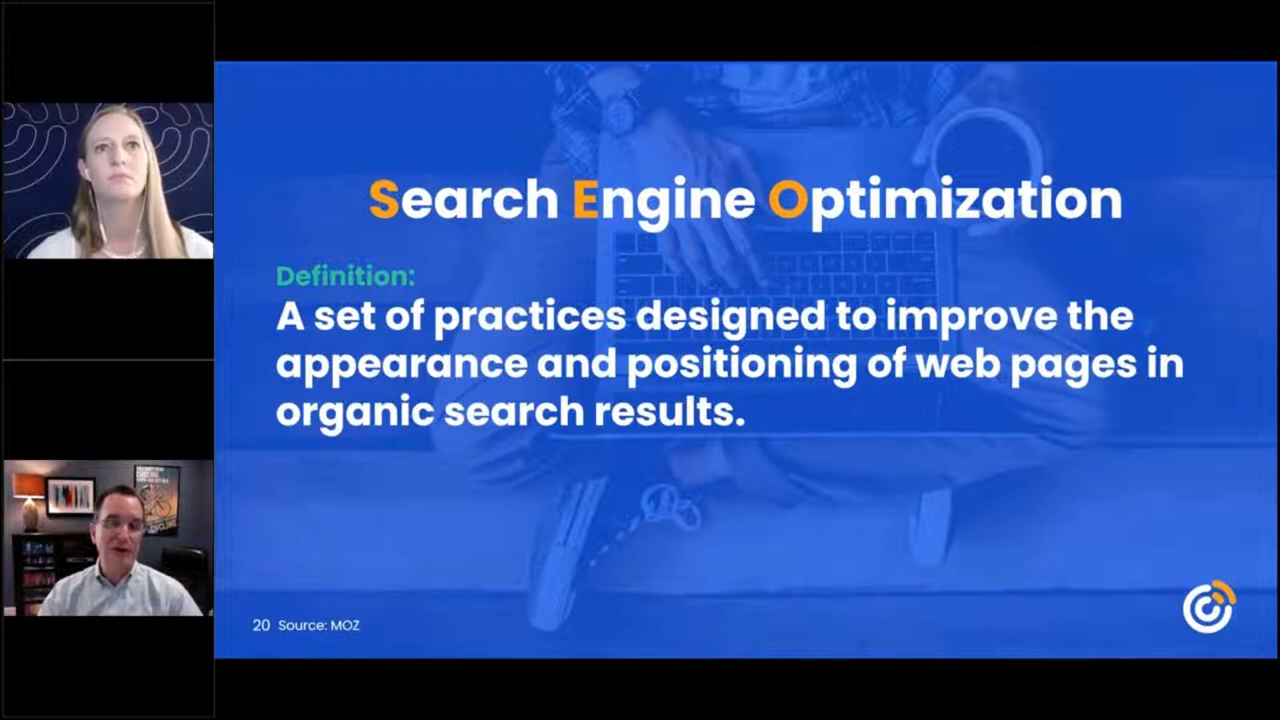 Search Engine Optimization
Definition:
A set of practices designed to improve the
appearance and positioning of web pages in
organic search results.
20 Source: MOZ